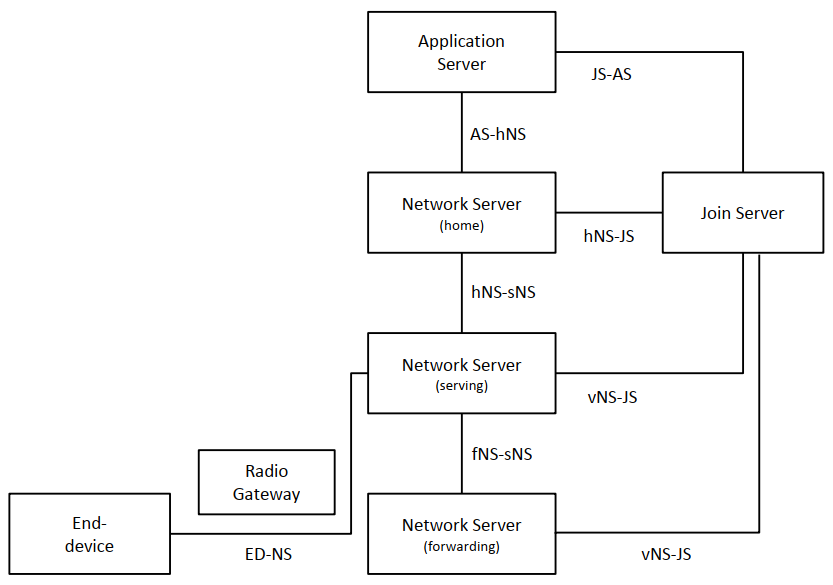 Application
Server
JS-AS
AS-hNS
Network Server
(home)
Join Server
hNS-JS
hNS-sNS
Network Server
(serving)
vNS-JS
fNS-sNS
Radio
Gateway
End-
device
ED-NS
Network Server
(forwarding)
vNS-JS